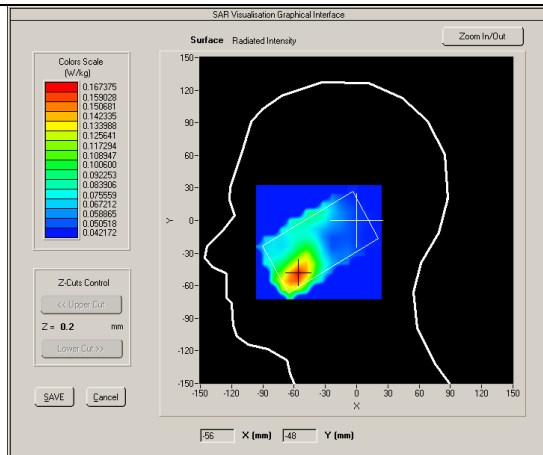 SAR Visualisation Graphical Interface
Surface Radiated Intensity
Zoom In/Out
Colors Scale
(W/kg)
0.167375
0.159028
0.150681
0.142335
0.133988
0.125641
0.117294
0.108947
0.100600
0.092253
0.083906
0.075559
0.067212
0.058865
0.050518
0.042172
Z-Cuts Control
<< Upper Cut
Z = 0.2 mm
Lower Cut >>
SAVE Cancel
150-
120-
90-
60-
30-
0-
-30-
-60-
-90-
-120-
-150-
Y
-150 -120 -90 -60 -30 0 30 60 90 120 150
X
-56 X (mm) -48 Y (mm)